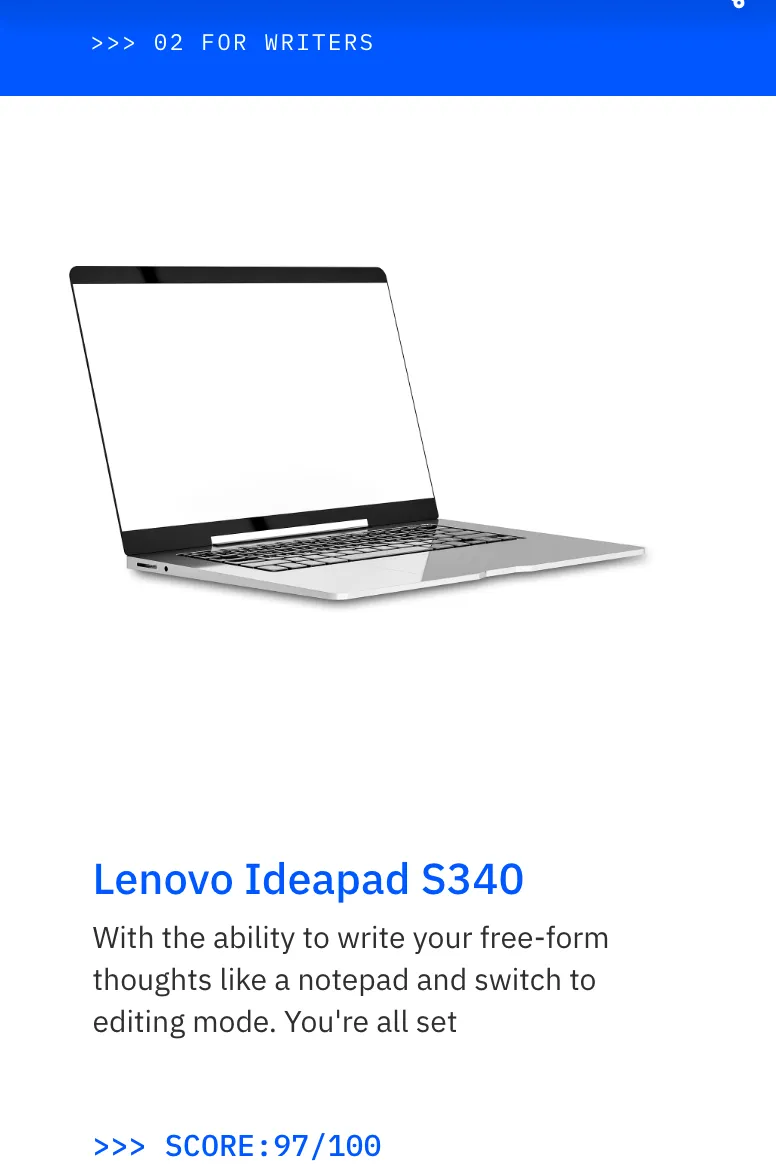 >>> 02 FOR WRITERS
Lenovo Ideapad S340
With the ability to write your free-form
thoughts like a notepad and switch to
editing mode. You're all set
>>> SCORE:97/100